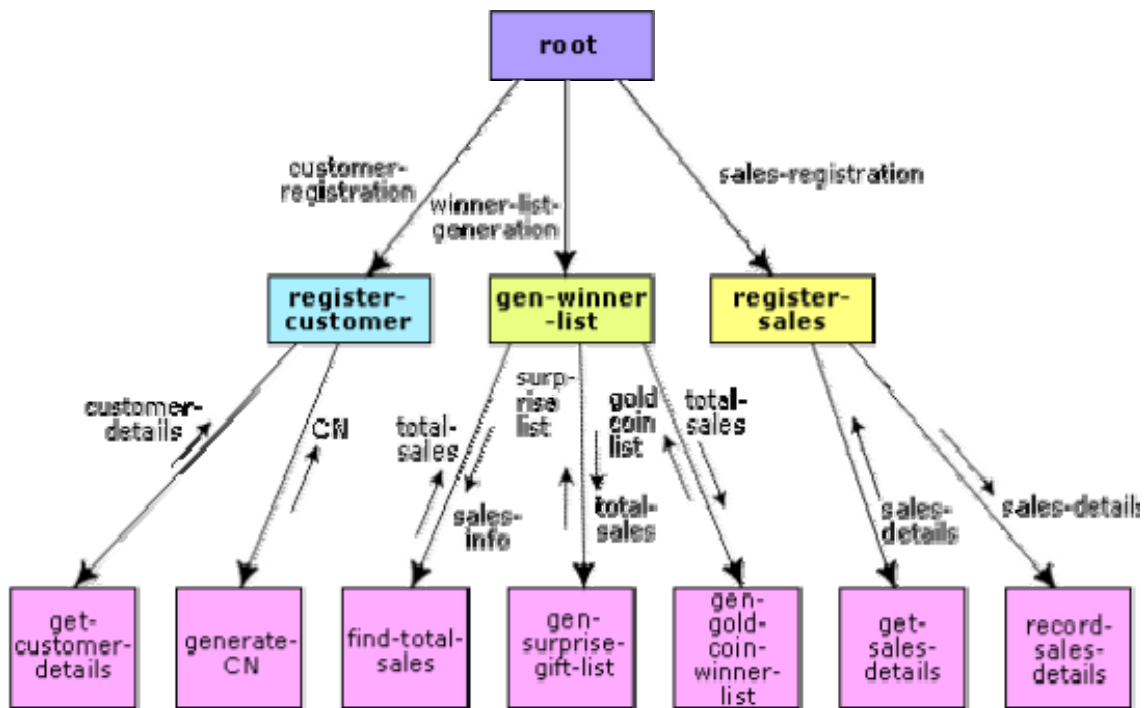 root
customer-
registration
winner-list-
generation
sales-registration
register-
customer
gen-winner
-list
register-
sales
customer-
details
CN
total-
sales
surp-
rise
list
gold
coin
list
total-
sales
sales-
info
total-
sales
sales-
details
sales-details
get-
customer-
details
generate-
CN
find-total-
sales
gen-
surprise-
gift-list
gen-
gold-
coin-
winner-
list
get-
sales-
details
record-
sales-
details